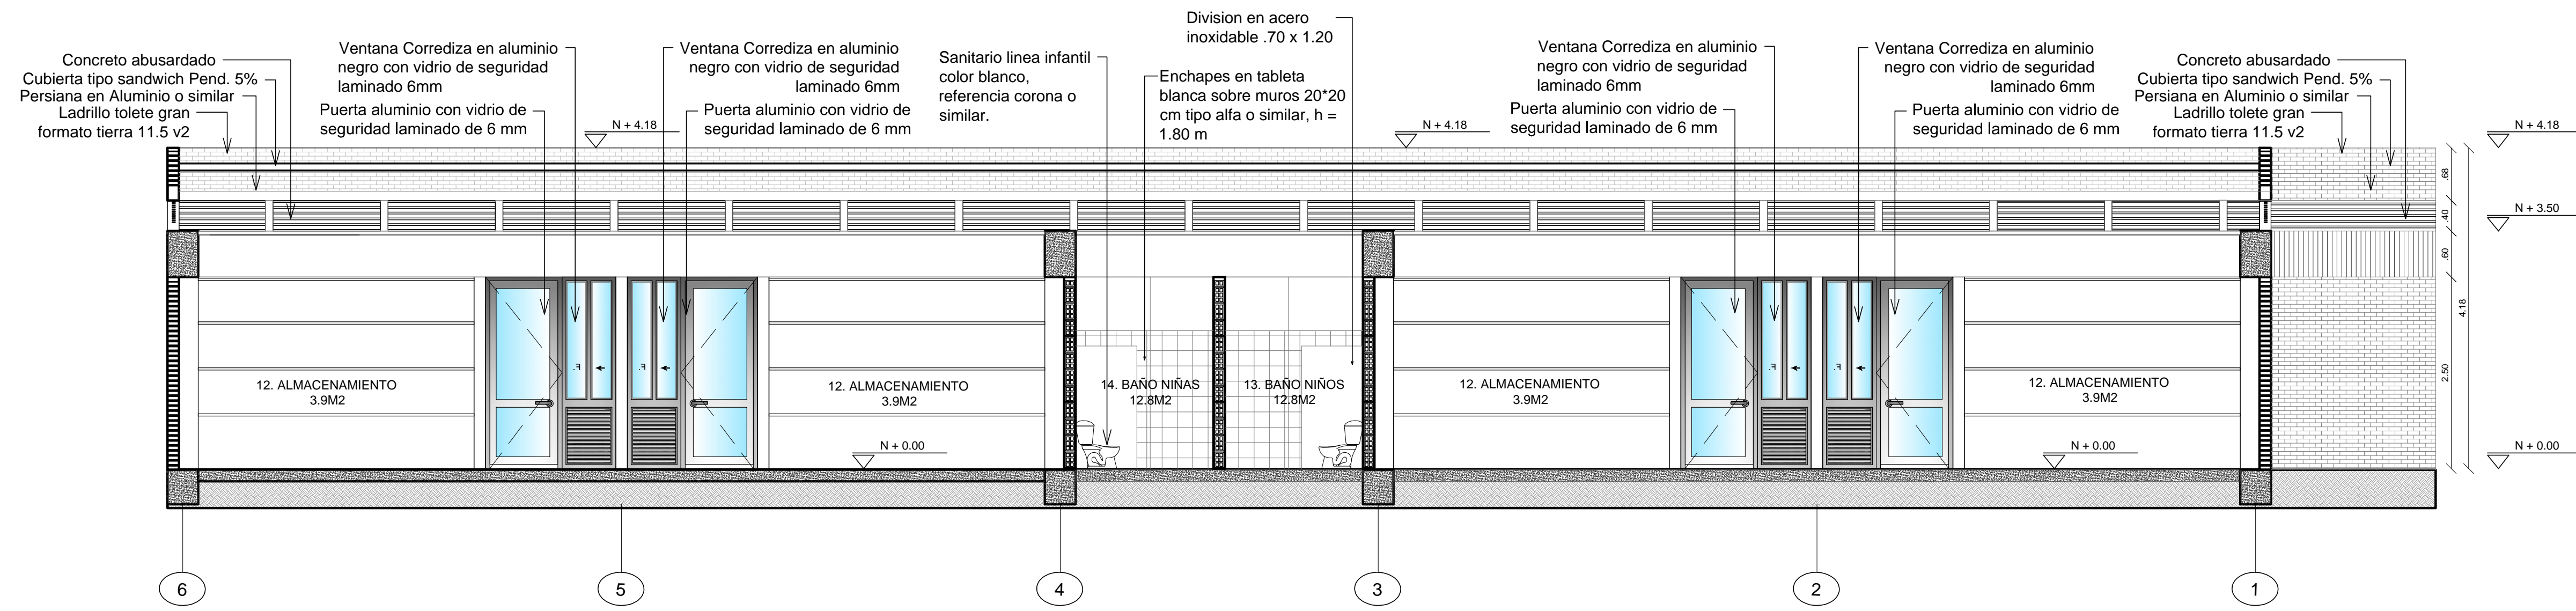 Division en acero
inoxidable .70 x 1.20
Concreto abusardado
Cubierta tipo sandwich Pend. 5%
Persiana en Aluminio o similar
Ladrillo tolete gran
formato tierra 11.5 v2
Ventana Corrediza en aluminio
negro con vidrio de seguridad
laminado 6mm
Puerta aluminio con vidrio de
seguridad laminado de 6 mm
Ventana Corrediza en aluminio
negro con vidrio de seguridad
laminado 6mm
Puerta aluminio con vidrio de
seguridad laminado de 6 mm
Sanitario linea infantil
color blanco,
referencia corona o
similar.
Enchapes en tableta
blanca sobre muros 20*20
cm tipo alfa o similar, h =
1.80 m
Ventana Corrediza en aluminio
negro con vidrio de seguridad
laminado 6mm
Puerta aluminio con vidrio de
seguridad laminado de 6 mm
Ventana Corrediza en aluminio
negro con vidrio de seguridad
laminado 6mm
Puerta aluminio con vidrio de
seguridad laminado de 6 mm
Concreto abusardado
Cubierta tipo sandwich Pend. 5%
Persiana en Aluminio o similar
Ladrillo tolete gran
formato tierra 11.5 v2
N + 4.18
N + 4.18
N + 4.18
.68
N + 3.50
.40
.60
4.18
2.50
12. ALMACENAMIENTO
3.9M2
F.
F.
12. ALMACENAMIENTO
3.9M2
14. BAÑO NIÑAS
12.8M2
13. BAÑO NIÑOS
12.8M2
12. ALMACENAMIENTO
3.9M2
F.
F.
12. ALMACENAMIENTO
3.9M2
N + 0.00
N + 0.00
N + 0.00
6
5
4
3
2
1